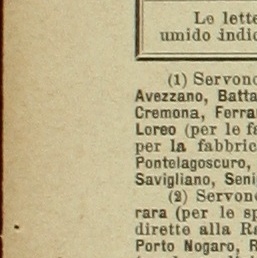 Le lette
umido indic
(1) Servono
Avezzano, Batta
Cremona, Ferra
Loreo (per le fa
per la fabbric
Pontelagoscuro,
Savigliano, Seni
(2) Servono
rara (per le sp
dirette alla Ra
Porto Nogaro, R